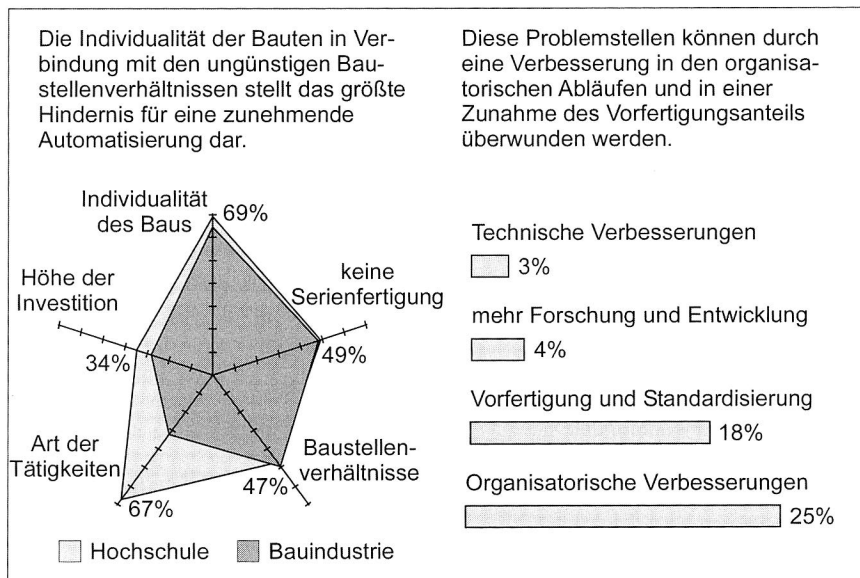 Die Individualität der Bauten in Ver-
bindung mit den ungünstigen Bau-
stellenverhältnissen stellt das größte
Hindernis für eine zunehmende
Automatisierung dar.
Diese Problemstellen können durch
eine Verbesserung in den organisa-
torischen Abläufen und in einer
Zunahme des Vorfertigungsanteils
überwunden werden.
Individualität
des Baus
69%
keine
Serienfertigung
49%
Baustellen-
verhältnisse
47%
Art der
Tätigkeiten
67%
Höhe der
Investition
34%
Hochschule
Bauindustrie
Technische Verbesserungen
3%
mehr Forschung und Entwicklung
4%
Vorfertigung und Standardisierung
18%
Organisatorische Verbesserungen
25%